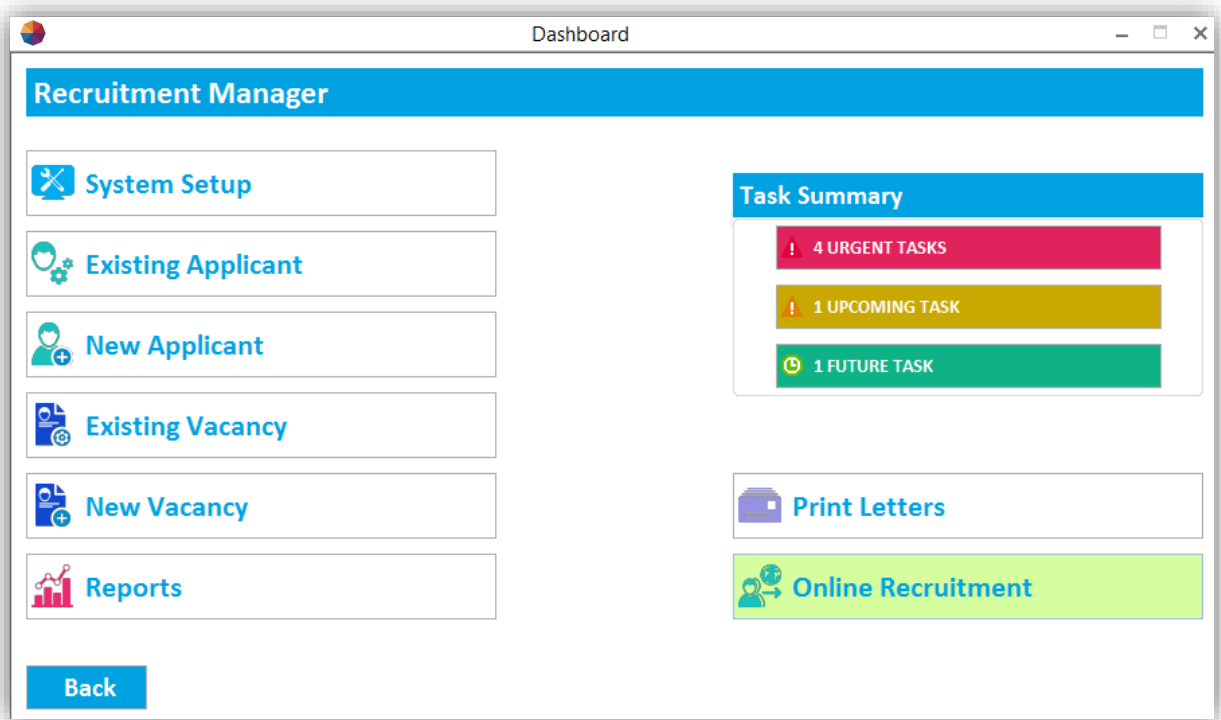 Dashboard
Recruitment Manager
System Setup
Existing Applicant
New Applicant
Existing Vacancy
New Vacancy
Reports
Back
Task Summary
4 URGENT TASKS
1 UPCOMING TASK
1 FUTURE TASK
Print Letters
Online Recruitment